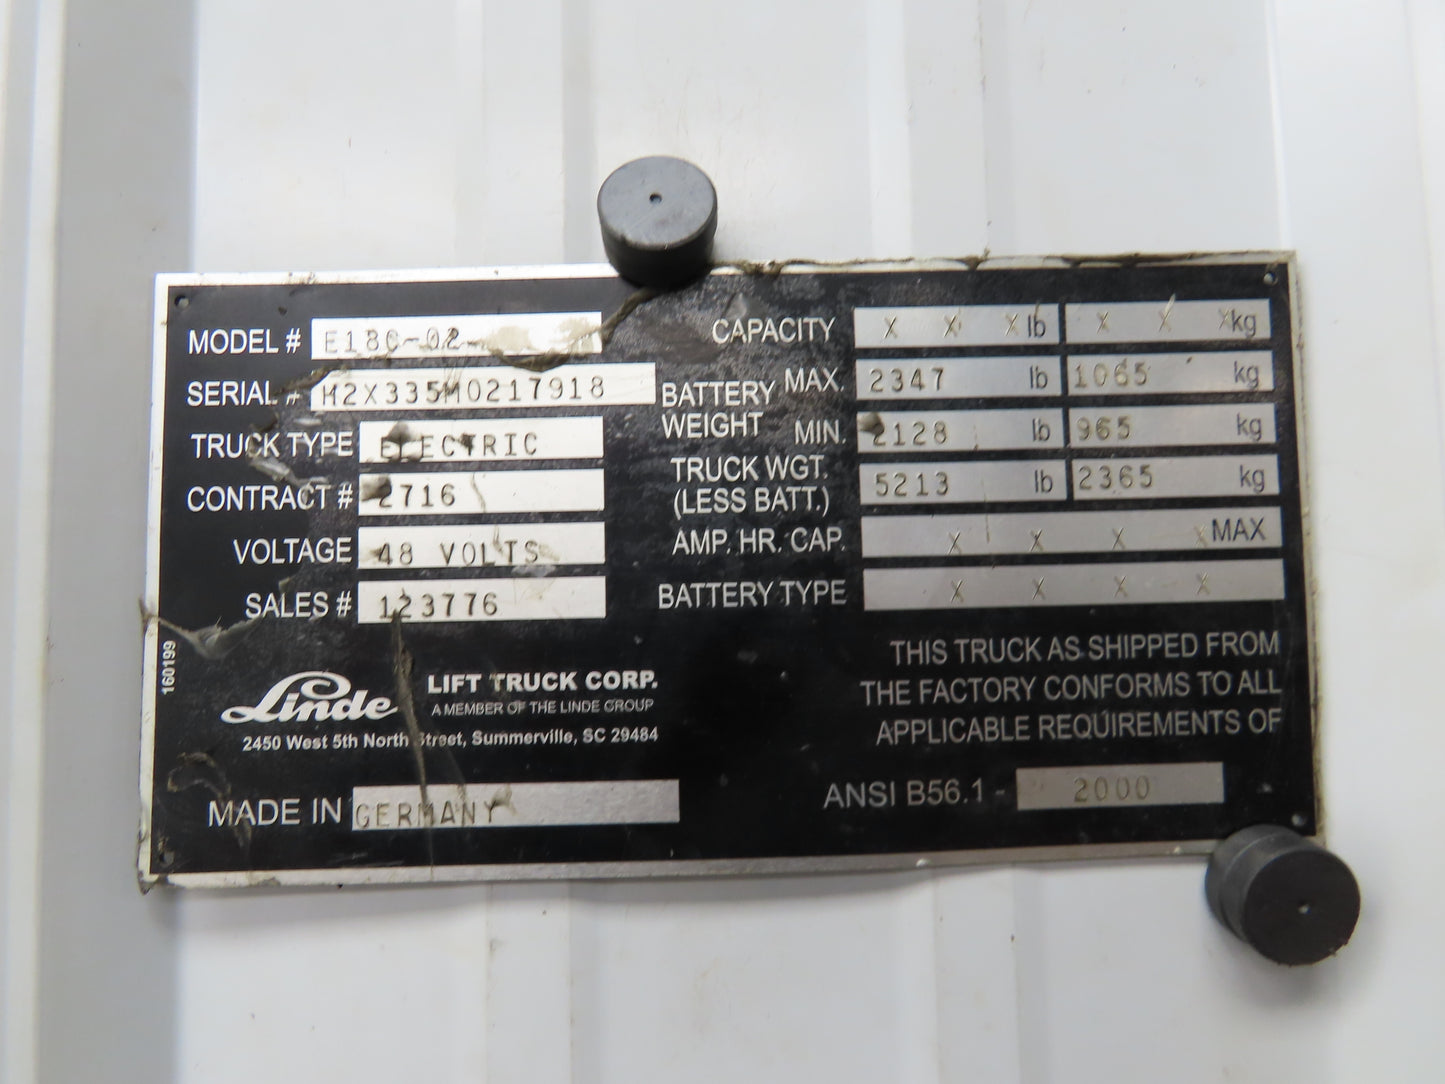 MODEL # E18C-02
SERIAL # H2X335M0217918
TRUCK TYPE ELECTRIC
CONTRACT # 2716
VOLTAGE 48 VOLTS
SALES # 123776
160199
Linde LIFT TRUCK CORP.
A MEMBER OF THE LINDE GROUP
2450 West 5th North Street, Summerville, SC 29484
MADE IN GERMANY
CAPACITY X X X lb X X X kg
BATTERY WEIGHT MAX. 2347 lb 1065 kg
MIN. 2128 lb 965 kg
TRUCK WGT. (LESS BATT.) 5213 lb 2365 kg
AMP. HR. CAP. X X X X MAX
BATTERY TYPE X X X X
THIS TRUCK AS SHIPPED FROM
THE FACTORY CONFORMS TO ALL
APPLICABLE REQUIREMENTS OF
ANSI B56.1 - 2000